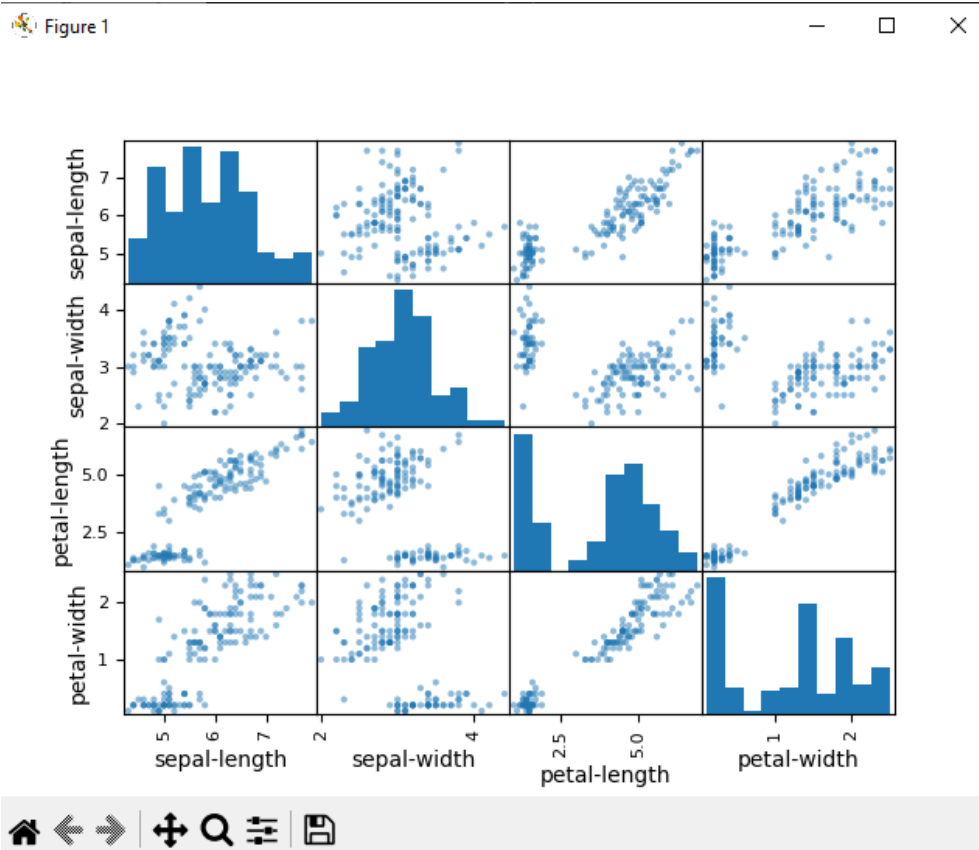 Figure 1
sepal-length
7
6
5
sepal-width
4
3
2
petal-length
5.0
2.5
petal-width
2
1
5 6 7 2 4 2.5 5.0 1 2
sepal-length sepal-width petal-length petal-width